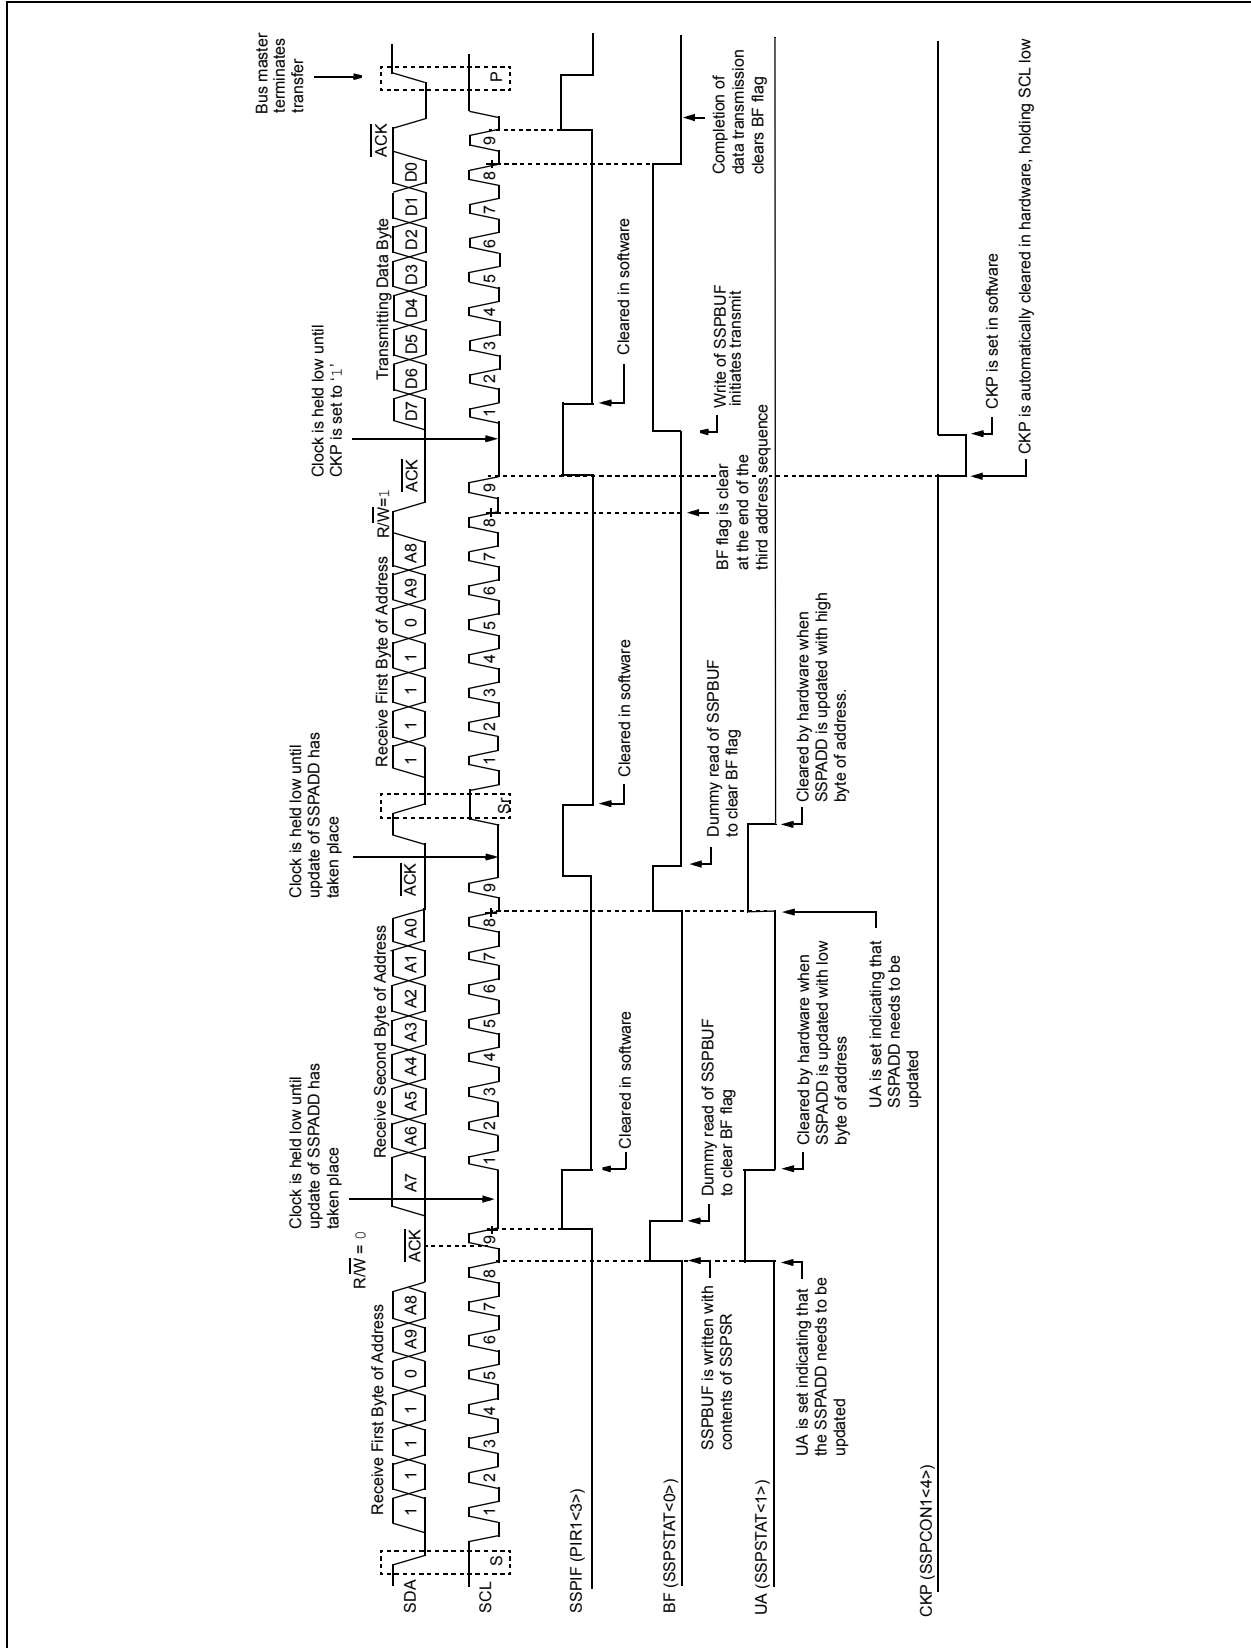 Bus master
terminates
transfer
Clock is held low until
CKP is set to ‘1’
Clock is held low until
update of SSPADD has
taken place
Clock is held low until
update of SSPADD has
taken place
R/W = 0
R/W=1
Receive First Byte of Address
ACK
Receive Second Byte of Address
ACK
Receive First Byte of Address
ACK
Transmitting Data Byte
ACK
SDA
1 1 1 1 0 A9 A8
A7 A6 A5 A4 A3 A2 A1 A0
1 1 1 1 0 A9 A8
D7 D6 D5 D4 D3 D2 D1 D0
SCL
S
1 2 3 4 5 6 7 8 9
1 2 3 4 5 6 7 8 9
Sr
1 2 3 4 5 6 7 8 9
1 2 3 4 5 6 7 8 9
P
SSPIF (PIR1<3>)
Cleared in software
Cleared in software
Cleared in software
BF (SSPSTAT<0>)
SSPBUF is written with
contents of SSPSR
Dummy read of SSPBUF
to clear BF flag
Dummy read of SSPBUF
to clear BF flag
BF flag is clear
at the end of the
third address sequence
Write of SSPBUF
initiates transmit
Completion of
data transmission
clears BF flag
UA (SSPSTAT<1>)
UA is set indicating that
the SSPADD needs to be
updated
Cleared by hardware when
SSPADD is updated with low
byte of address
UA is set indicating that
SSPADD needs to be
updated
Cleared by hardware when
SSPADD is updated with high
byte of address.
CKP (SSPCON1<4>)
CKP is set in software
CKP is automatically cleared in hardware, holding SCL low